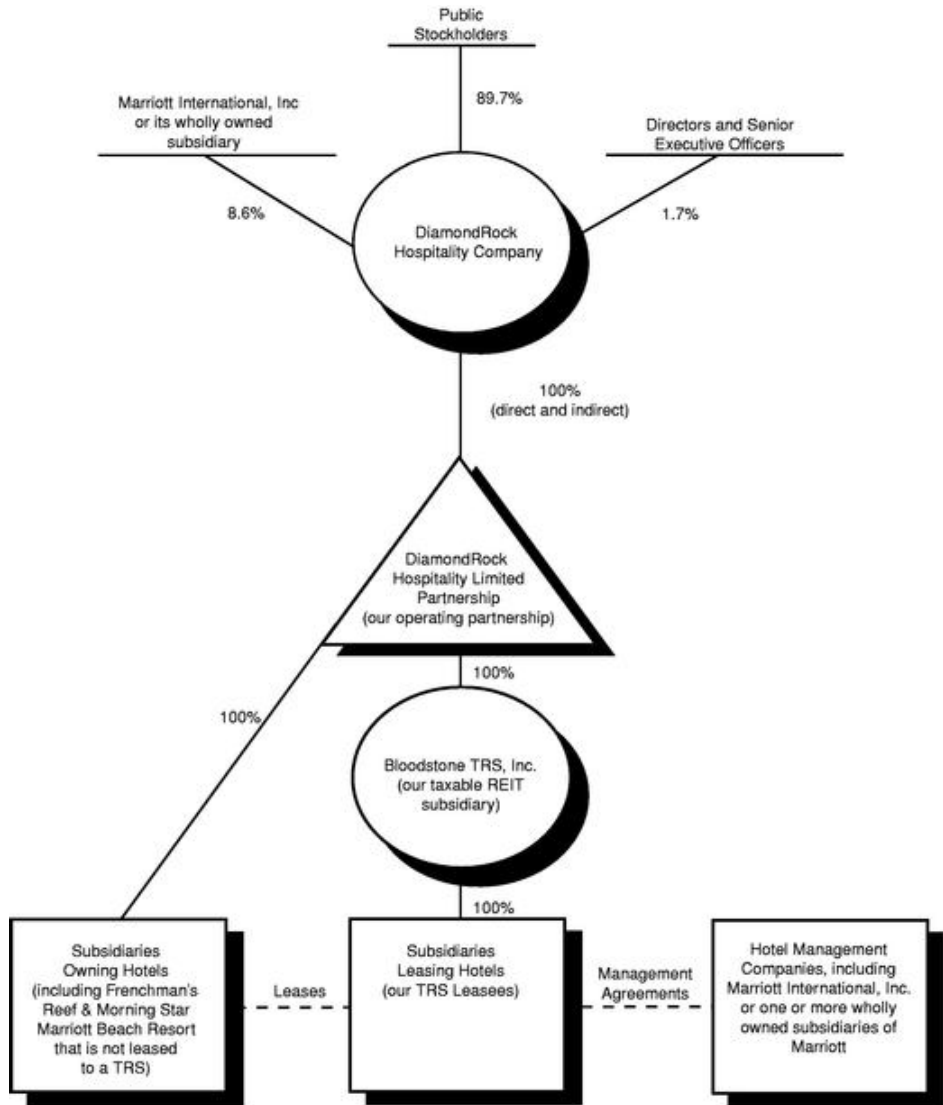 Public
Stockholders
89.7%
Marriott International, Inc
or its wholly owned
subsidiary
Directors and Senior
Executive Officers
8.6%
1.7%
DiamondRock
Hospitality Company
100%
(direct and indirect)
DiamondRock
Hospitality Limited
Partnership
(our operating partnership)
100%
100%
Bloodstone TRS, Inc.
(our taxable REIT
subsidiary)
100%
Subsidiaries
Owning Hotels
(including Frenchman's
Reef & Morning Star
Marriott Beach Resort
that is not leased
to a TRS)
Leases
Subsidiaries
Leasing Hotels
(our TRS Leasees)
Management
Agreements
Hotel Management
Companies, including
Marriott International, Inc.
or one or more wholly
owned subsidiaries of
Marriott